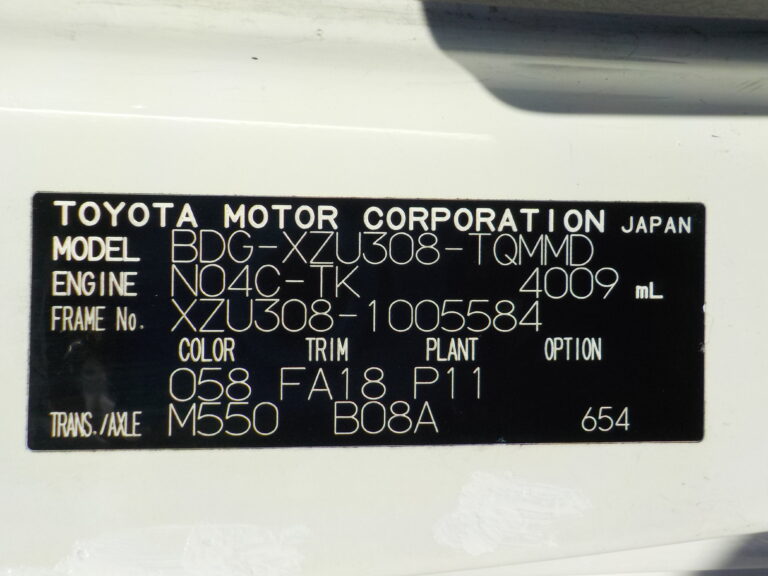 TOYOTA MOTOR CORPORATION JAPAN
MODEL BDG-XZU308-TQMMD
ENGINE N04C-TK 4009 mL
FRAME No. XZU308-1005584
COLOR TRIM PLANT OPTION
058 FA18 P11
TRANS./AXLE M550 B08A 654